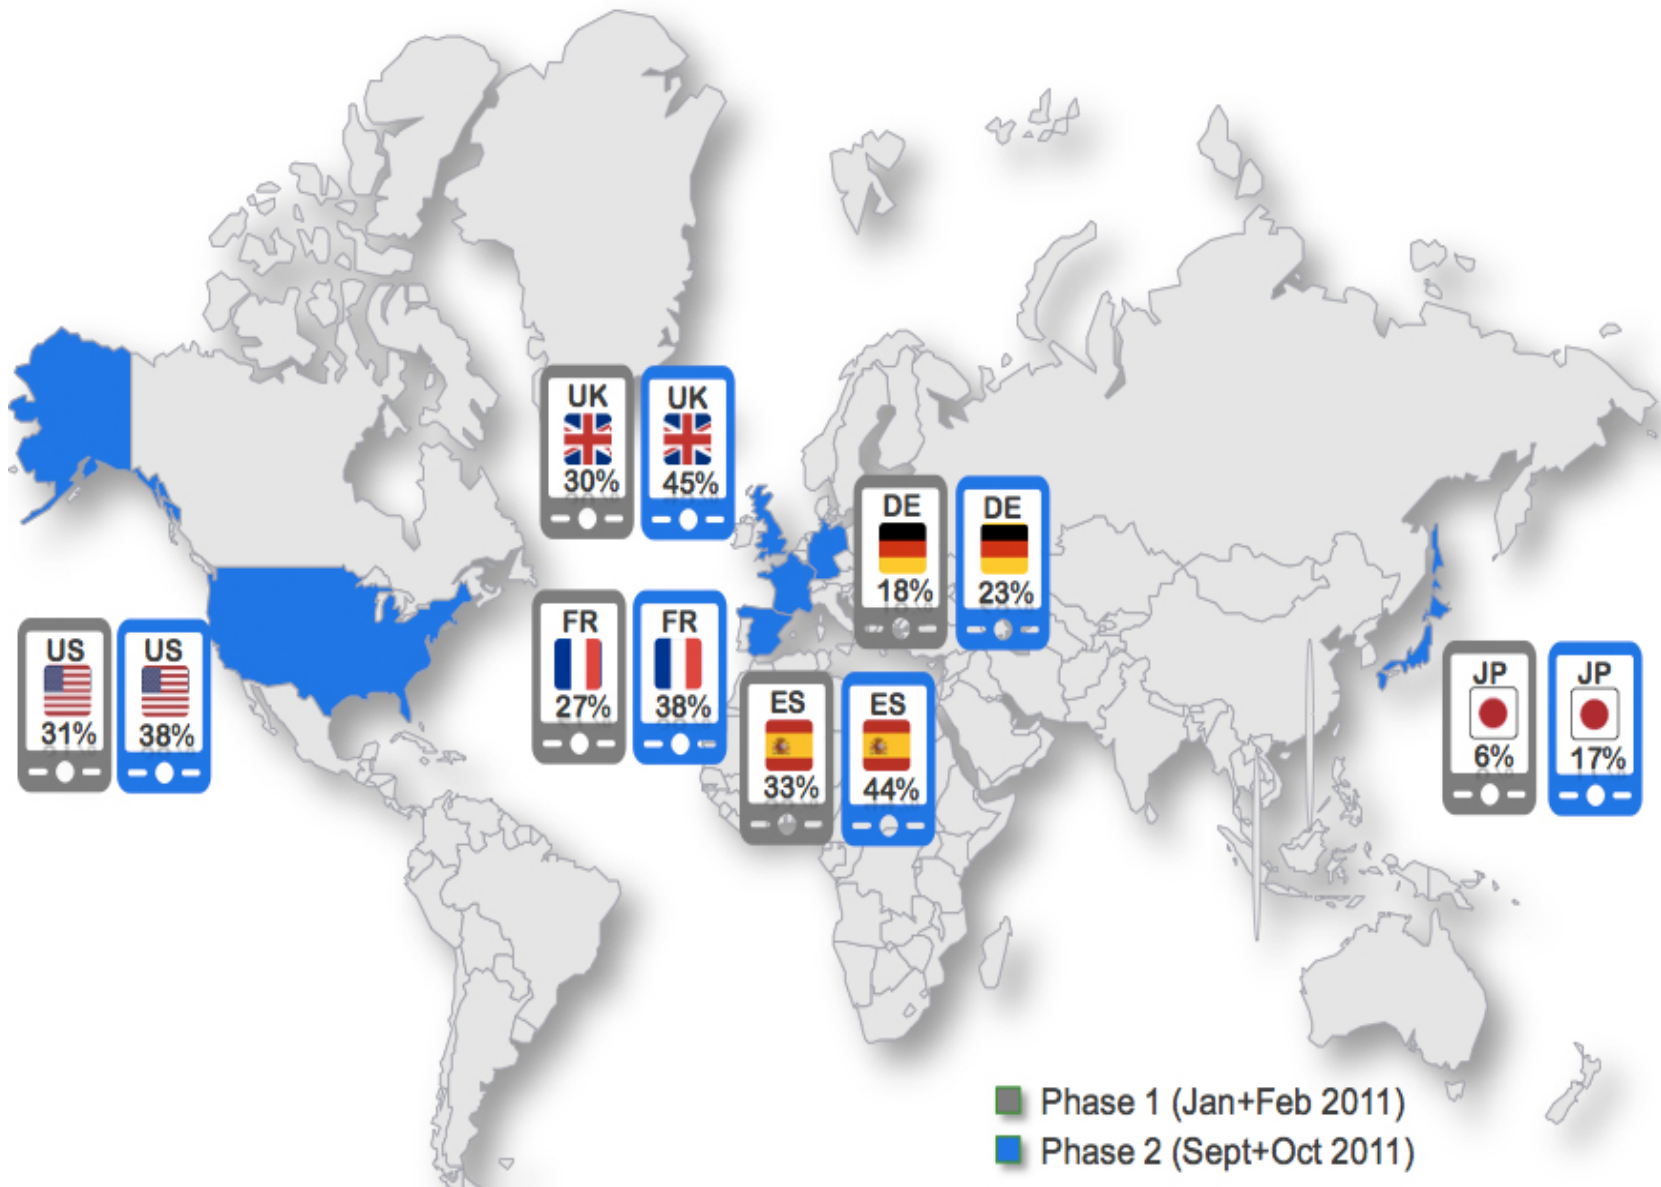 UK
30%
UK
45%
DE
18%
DE
23%
FR
27%
FR
38%
US
31%
US
38%
ES
33%
ES
44%
JP
6%
JP
17%
Phase 1 (Jan+Feb 2011)
Phase 2 (Sept+Oct 2011)